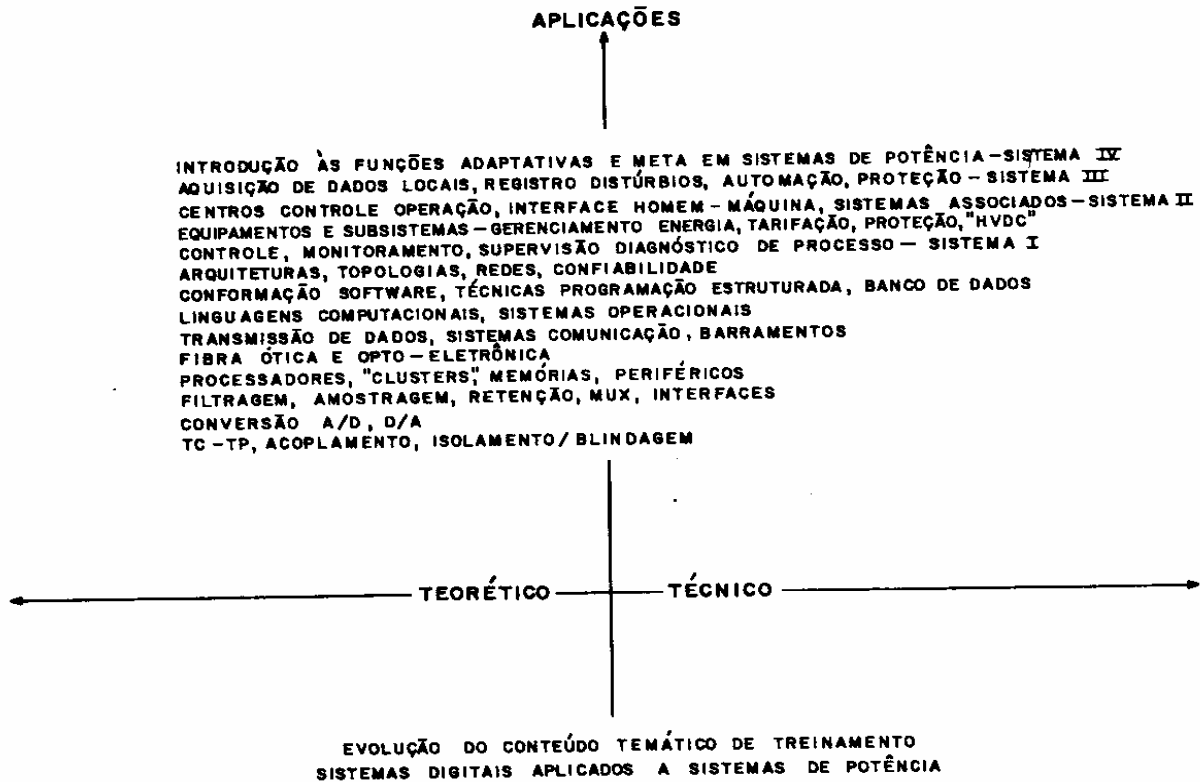 APLICAÇÕES
INTRODUÇÃO ÀS FUNÇÕES ADAPTATIVAS E META EM SISTEMAS DE POTÊNCIA-SISTEMA IV
AQUISIÇÃO DE DADOS LOCAIS, REGISTRO DISTÚRBIOS, AUTOMAÇÃO, PROTEÇÃO - SISTEMA III
CENTROS CONTROLE OPERAÇÃO, INTERFACE HOMEM-MÁQUINA, SISTEMAS ASSOCIADOS-SISTEMA II
EQUIPAMENTOS E SUBSISTEMAS-GERENCIAMENTO ENERGIA, TARIFAÇÃO, PROTEÇÃO, "HVDC"
CONTROLE, MONITORAMENTO, SUPERVISÃO DIAGNÓSTICO DE PROCESSO - SISTEMA I
ARQUITETURAS, TOPOLOGIAS, REDES, CONFIABILIDADE
CONFORMAÇÃO SOFTWARE, TÉCNICAS PROGRAMAÇÃO ESTRUTURADA, BANCO DE DADOS
LINGUAGENS COMPUTACIONAIS, SISTEMAS OPERACIONAIS
TRANSMISSÃO DE DADOS, SISTEMAS COMUNICAÇÃO, BARRAMENTOS
FIBRA ÓTICA E OPTO-ELETRÔNICA
PROCESSADORES, "CLUSTERS", MEMÓRIAS, PERIFÉRICOS
FILTRAGEM, AMOSTRAGEM, RETENÇÃO, MUX, INTERFACES
CONVERSÃO A/D, D/A
TC-TP, ACOPLAMENTO, ISOLAMENTO/BLINDAGEM
TEORÉTICO TÉCNICO
EVOLUÇÃO DO CONTEÚDO TEMÁTICO DE TREINAMENTO
SISTEMAS DIGITAIS APLICADOS A SISTEMAS DE POTÊNCIA